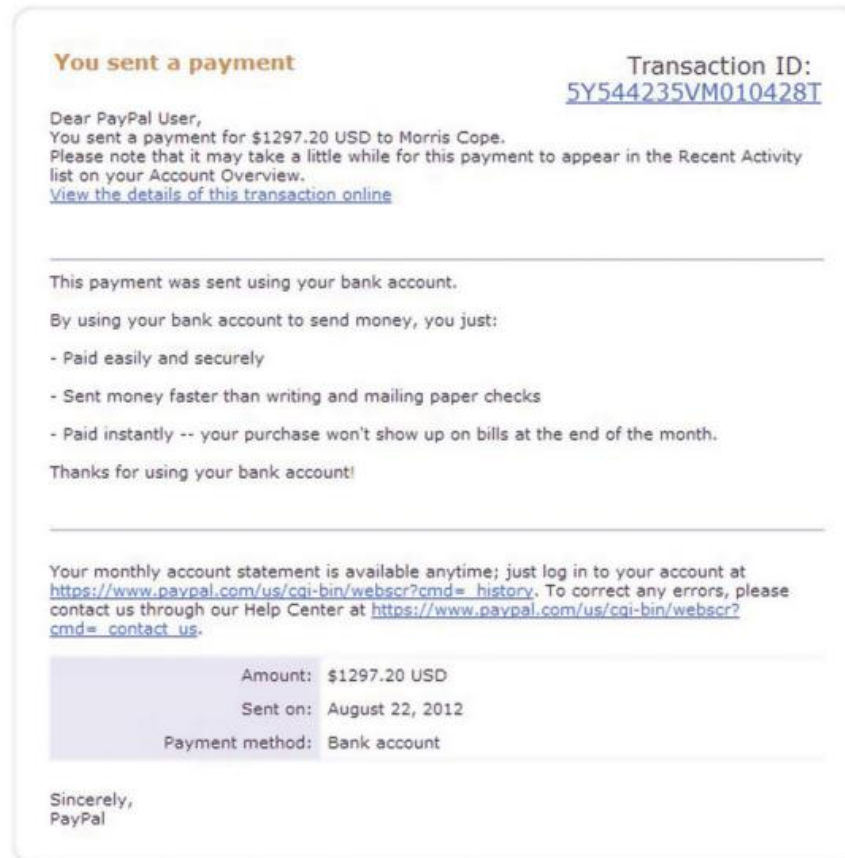 You sent a payment
Transaction ID:
5Y544235VM010428T
Dear PayPal User,
You sent a payment for $1297.20 USD to Morris Cope.
Please note that it may take a little while for this payment to appear in the Recent Activity
list on your Account Overview.
View the details of this transaction online
This payment was sent using your bank account.
By using your bank account to send money, you just:
- Paid easily and securely
- Sent money faster than writing and mailing paper checks
- Paid instantly -- your purchase won't show up on bills at the end of the month.
Thanks for using your bank account!
Your monthly account statement is available anytime; just log in to your account at
https://www.paypal.com/us/cgi-bin/webscr?cmd=_history. To correct any errors, please
contact us through our Help Center at https://www.paypal.com/us/cgi-bin/webscr?
cmd=_contact_us.
Amount: $1297.20 USD
Sent on: August 22, 2012
Payment method: Bank account
Sincerely,
PayPal